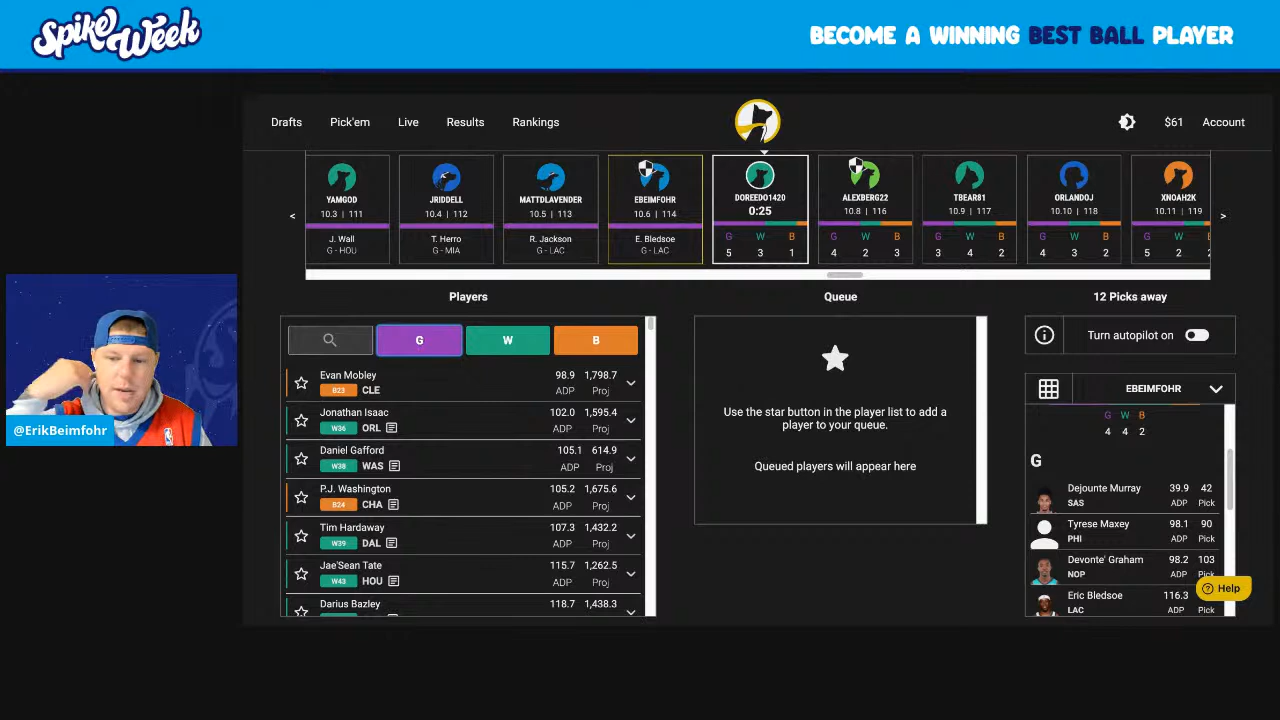 Spike Week
BECOME A WINNING BEST BALL PLAYER
Drafts Pick'em Live Results Rankings
$61 Account
<
YAMGOD
10.3 | 111
J. Wall
G - HOU
JRIDDELL
10.4 | 112
T. Herro
G - MIA
MATTDLAVENDER
10.5 | 113
R. Jackson
G - LAC
EBEIMFOHR
10.6 | 114
E. Bledsoe
G - LAC
DOREEDO1420
0:25
G W B
5 3 1
ALEXBERG22
10.8 | 116
G W B
4 2 3
TBEAR81
10.9 | 117
G W B
3 4 2
ORLANDOJ
10.10 | 118
G W B
4 3 2
XNOAH2K
10.11 | 119
G W
5 2
>
Players
G W B
Evan Mobley 98.9 1,798.7
B23 CLE ADP Proj
Jonathan Isaac 102.0 1,595.4
W36 ORL ADP Proj
Daniel Gafford 105.1 614.9
W38 WAS ADP Proj
P.J. Washington 105.2 1,675.6
B24 CHA ADP Proj
Tim Hardaway 107.3 1,432.2
W39 DAL ADP Proj
Jae'Sean Tate 115.7 1,262.5
W43 HOU ADP Proj
Darius Bazley 118.7 1,438.3
Queue
Use the star button in the player list to add a
player to your queue.
Queued players will appear here
12 Picks away
Turn autopilot on
EBEIMFOHR
G W B
4 4 2
G
Dejounte Murray 39.9 42
SAS ADP Pick
Tyrese Maxey 98.1 90
PHI ADP Pick
Devonte' Graham 98.2 103
NOP ADP Pick
Eric Bledsoe 116.3
LAC ADP Pick
Help
@ErikBeimfohr